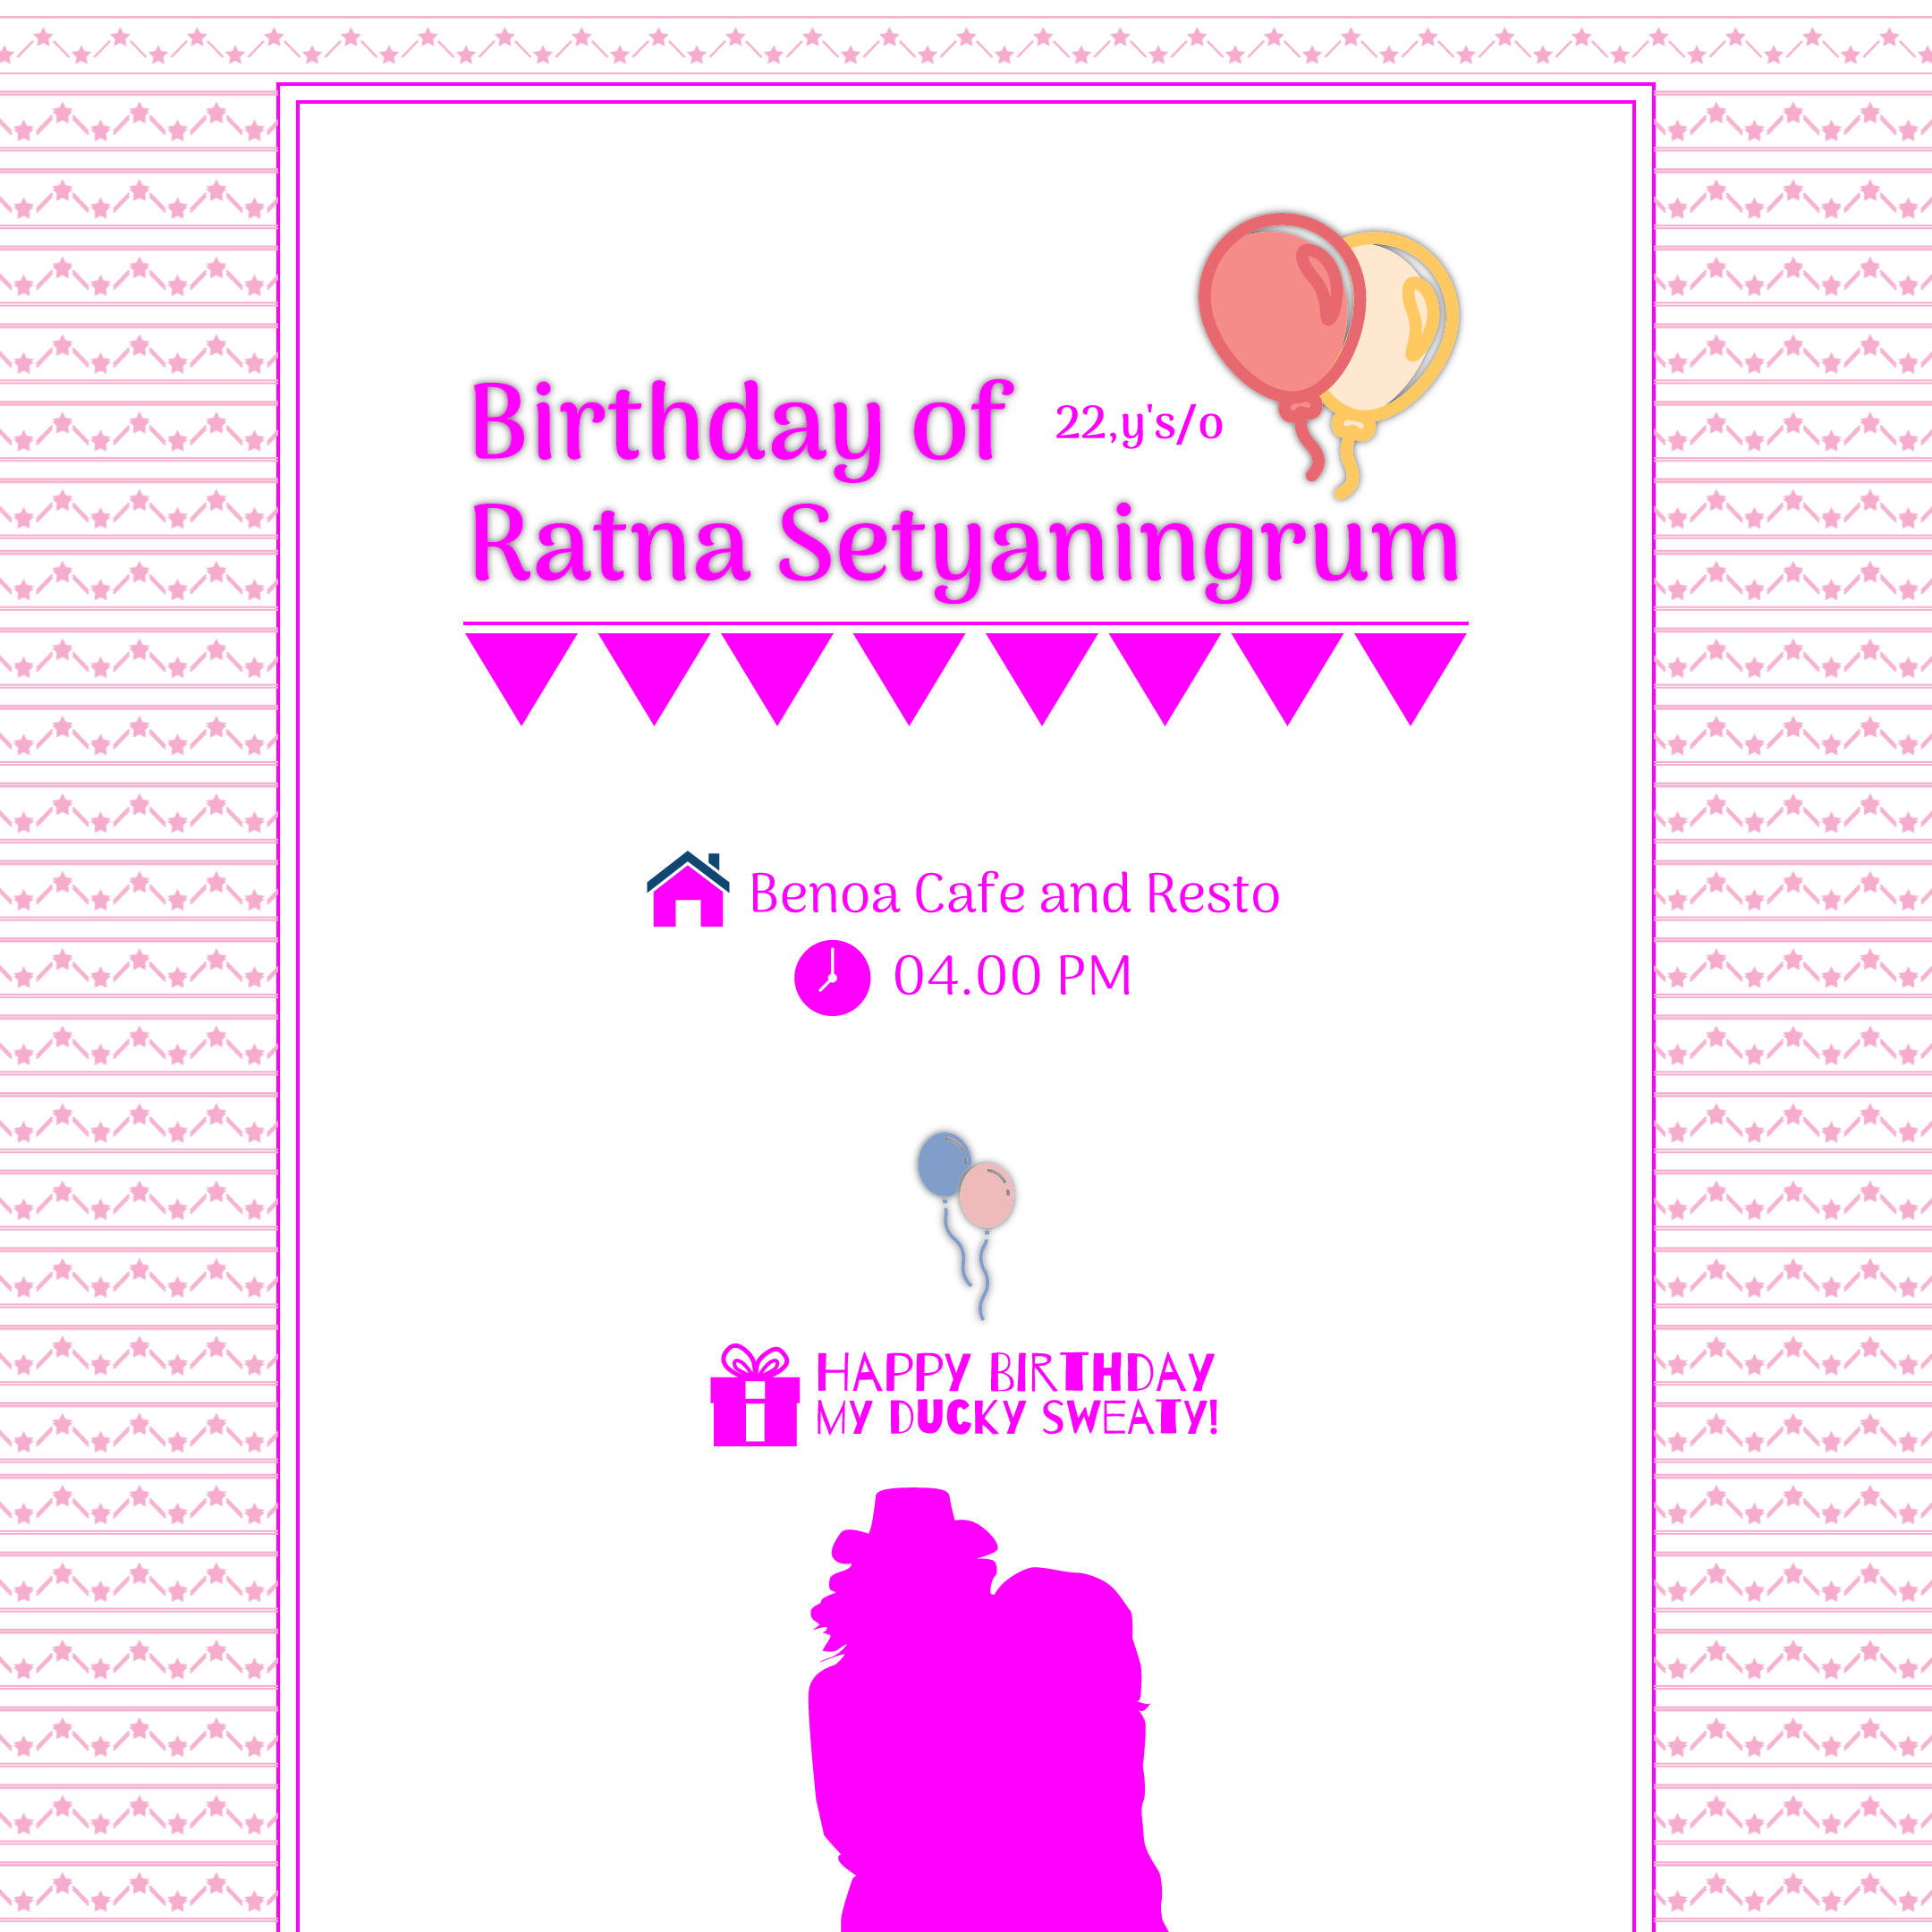 Birthday of
22,y's/o
Ratna Setyaningrum
Benoa Cafe and Resto
04.00 PM
HAPPY BIRTHDAY
MY DUCKY SWEATY!